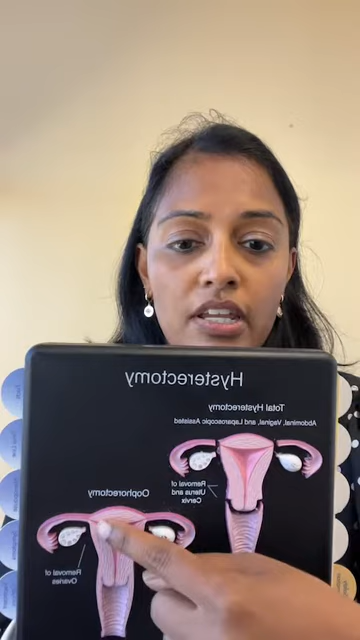 Hysterectomy
Total Hysterectomy
Abdominal, Vaginal, and Laparoscopic Assisted
Removal of
Uterus and
Cervix
Oophorectomy
Removal of
Ovaries